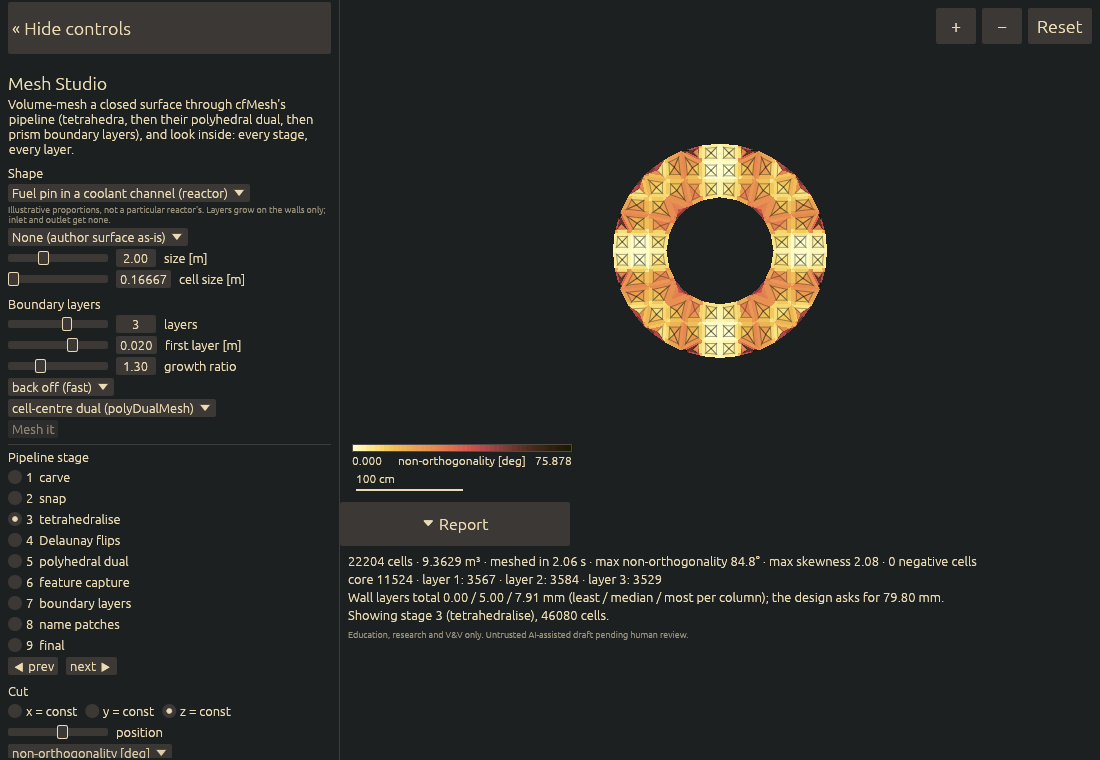 « Hide controls
+
−
Reset
Mesh Studio
Volume-mesh a closed surface through cfMesh's
pipeline (tetrahedra, then their polyhedral dual, then
prism boundary layers), and look inside: every stage,
every layer.
Shape
Fuel pin in a coolant channel (reactor)
Illustrative proportions, not a particular reactor's. Layers grow on the walls only;
inlet and outlet get none.
None (author surface as-is)
2.00 size [m]
0.16667 cell size [m]
Boundary layers
3 layers
0.020 first layer [m]
1.30 growth ratio
back off (fast)
cell-centre dual (polyDualMesh)
Mesh it
Pipeline stage
1 carve
2 snap
3 tetrahedralise
4 Delaunay flips
5 polyhedral dual
6 feature capture
7 boundary layers
8 name patches
9 final
◀ prev next ▶
Cut
x = const y = const z = const
position
non-orthogonality [deg]
0.000 non-orthogonality [deg] 75.878
100 cm
Report
22204 cells · 9.3629 m³ · meshed in 2.06 s · max non-orthogonality 84.8° · max skewness 2.08 · 0 negative cells
core 11524 · layer 1: 3567 · layer 2: 3584 · layer 3: 3529
Wall layers total 0.00 / 5.00 / 7.91 mm (least / median / most per column); the design asks for 79.80 mm.
Showing stage 3 (tetrahedralise), 46080 cells.
Education, research and V&V only. Untrusted AI-assisted draft pending human review.